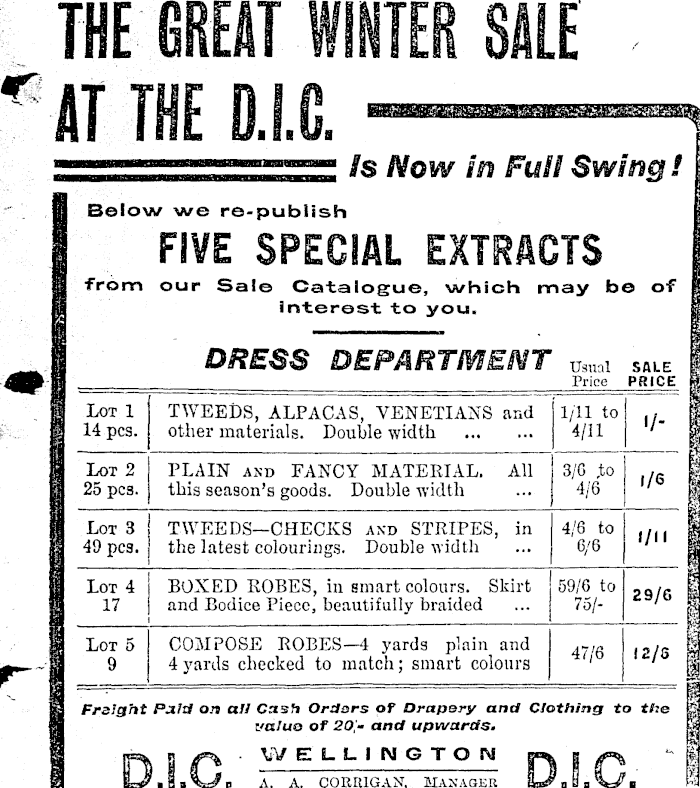 THE GREAT WINTER SALE
AT THE D.I.C.
Is Now in Full Swing!
Below we re-publish
FIVE SPECIAL EXTRACTS
from our Sale Catalogue, which may be of
interest to you.
DRESS DEPARTMENT Usual Price SALE PRICE
LOT 1 14 pcs. TWEEDS, ALPACAS, VENETIANS and 1/11 to 1/-
other materials. Double width ... ... 4/11
LOT 2 25 pcs. PLAIN AND FANCY MATERIAL. All 3/6 to 1/6
this season's goods. Double width ... 4/6
LOT 3 49 pcs. TWEEDS—CHECKS AND STRIPES, in 4/6 to 1/11
the latest colourings. Double width ... 6/6
LOT 4 17 BOXED ROBES, in smart colours. Skirt 59/6 to 29/6
and Bodice Piece, beautifully braided ... 75/-
LOT 5 9 COMPOSE ROBES—4 yards plain and 47/6 12/6
4 yards checked to match; smart colours
Freight Paid on all Cash Orders of Drapery and Clothing to the
value of 20/- and upwards.
D.I.C. WELLINGTON D.I.C.
A. A. CORRIGAN, MANAGER